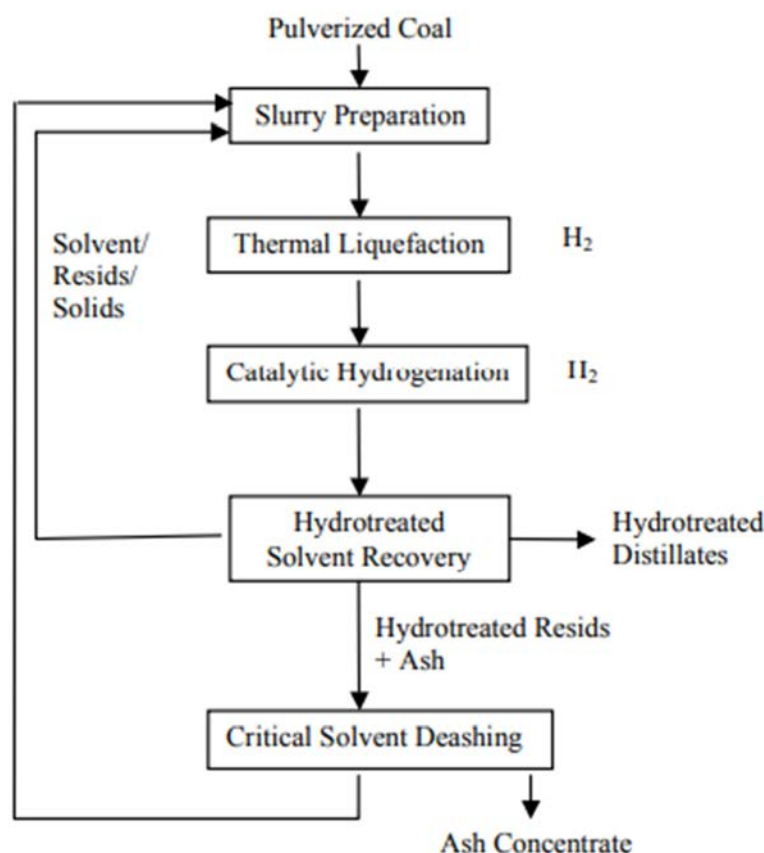 Pulverized Coal
Slurry Preparation
Solvent/
Resids/
Solids
Thermal Liquefaction
H₂
Catalytic Hydrogenation
H₂
Hydrotreated
Solvent Recovery
Hydrotreated
Distillates
Hydrotreated Resids
+ Ash
Critical Solvent Deashing
Ash Concentrate